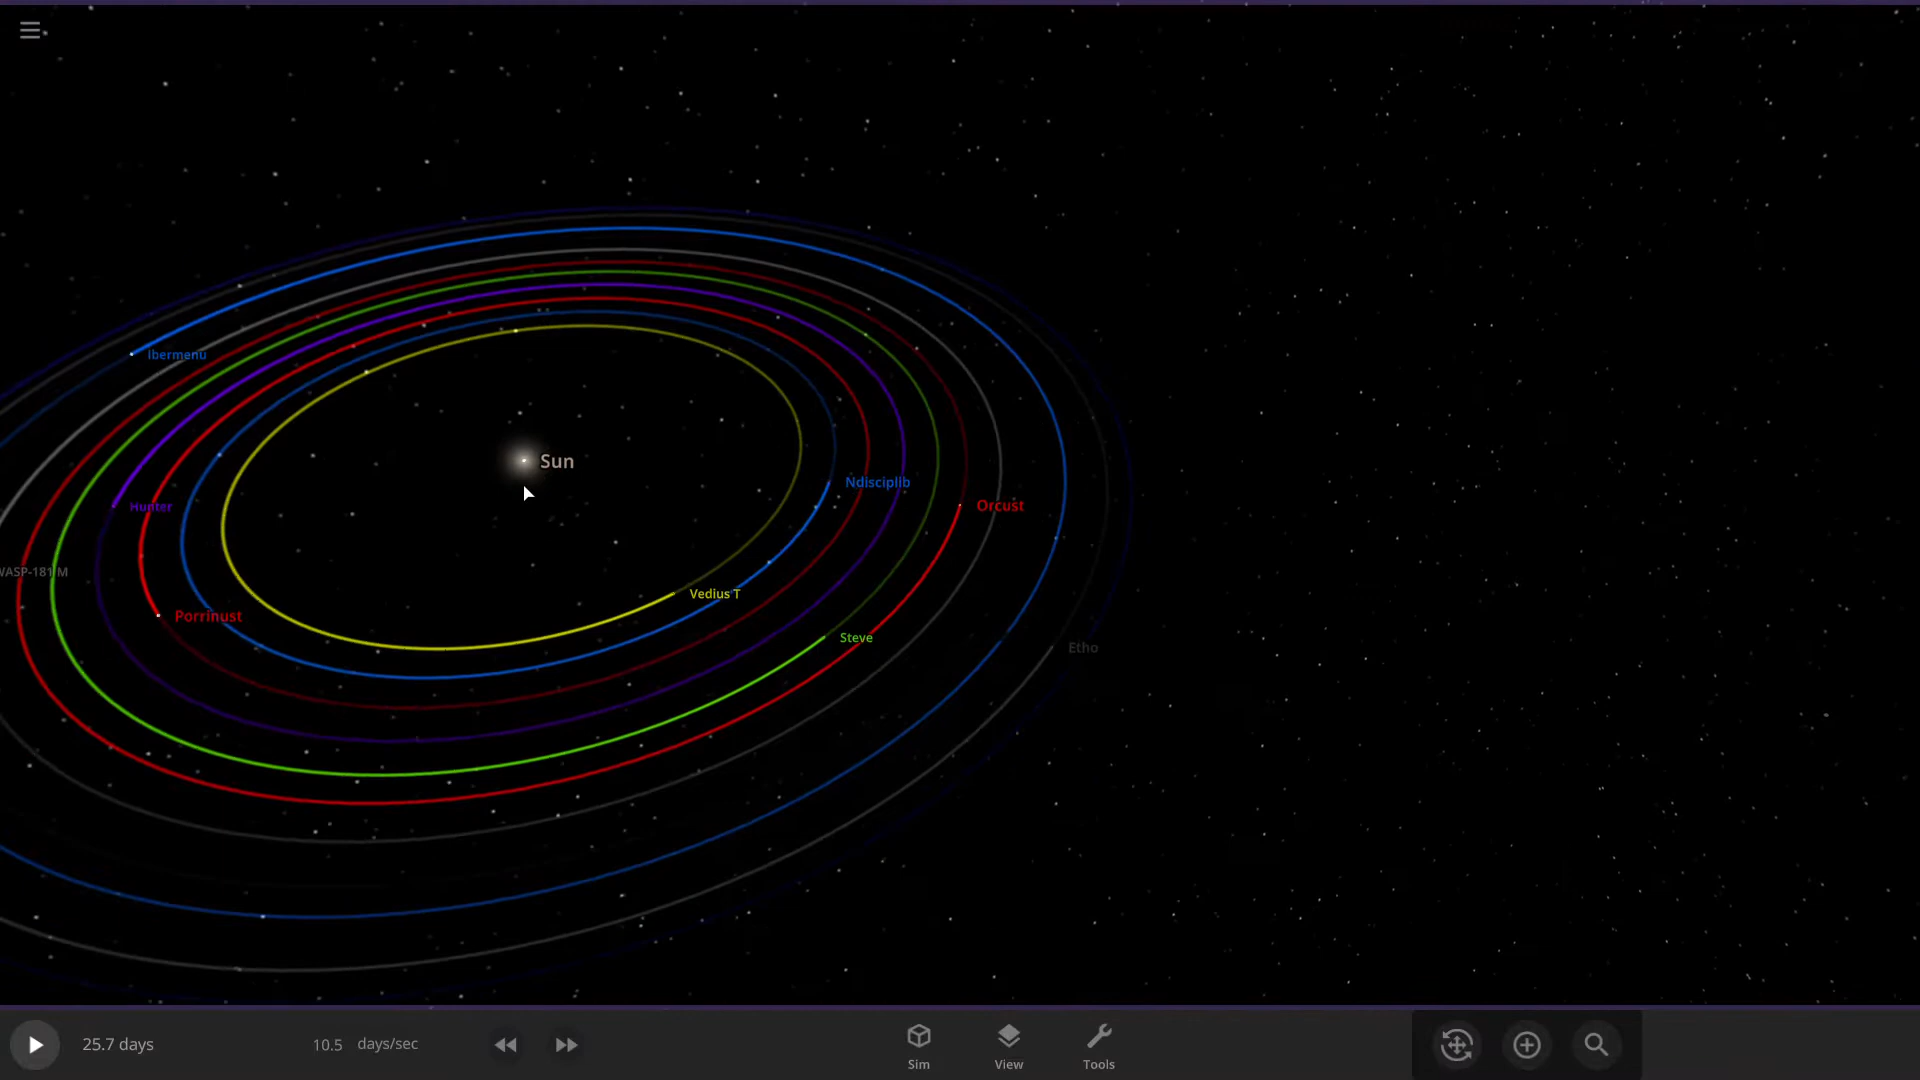 Ibermenu
Sun
Ndisciplib
Hunter
Orcust
WASP-181 M
Vedius T
Porrinust
Steve
Etho
25.7 days
10.5 days/sec
Sim
View
Tools